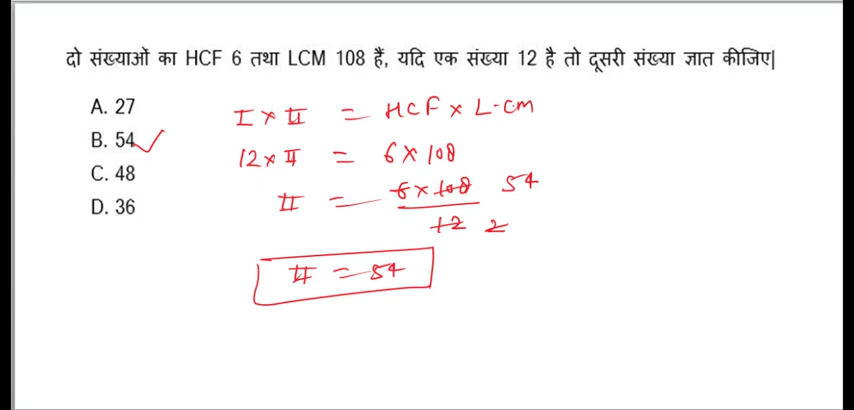 दो संख्याओं का HCF 6 तथा LCM 108 हैं, यदि एक संख्या 12 है तो दूसरी संख्या ज्ञात कीजिए|
A. 27
B. 54
C. 48
D. 36
I × II = HCF × L.CM
12 × II = 6 × 108
II = 6 × 108 54
12 2
II = 54